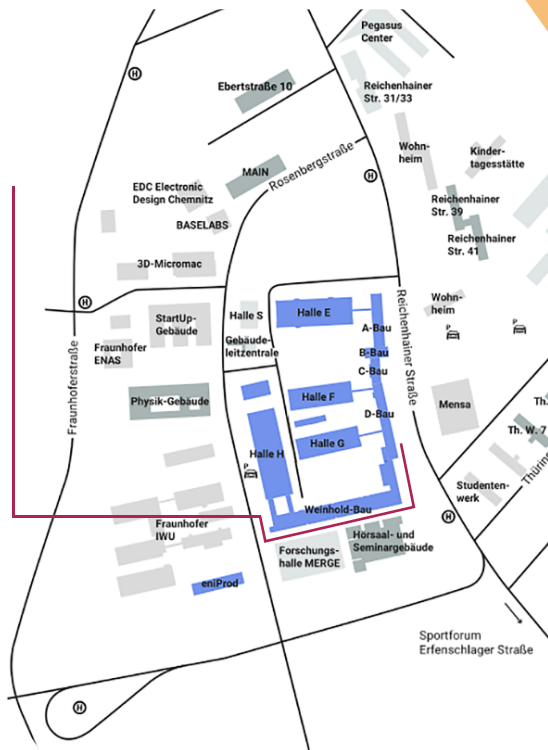 Pegasus
Center
H
Ebertstraße 10
Reichenhainer
Str. 31/33
Rosenbergstraße
Wohn-
heim
Kinder-
tagesstätte
MAIN
H
EDC Electronic
Design Chemnitz
BASELABS
Reichenhainer
Str. 39
Reichenhainer
Str. 41
3D-Micromac
H
StartUp-
Gebäude
Halle S
Halle E
Reichenhainer Straße
Wohn-
heim
P
P
A-Bau
Gebäude-
leitzentrale
B-Bau
C-Bau
Fraunhofer
ENAS
Fraunhoferstraße
Physik-Gebäude
Halle F
D-Bau
Mensa
Th.
Th. W. 7
Halle G
Halle H
P
Thürin
Studenten-
werk
Weinhold-Bau
H
Fraunhofer
IWU
Hörsaal- und
Seminargebäude
Forschungs-
halle MERGE
eniProd
Sportforum
Erfenschlager Straße
H